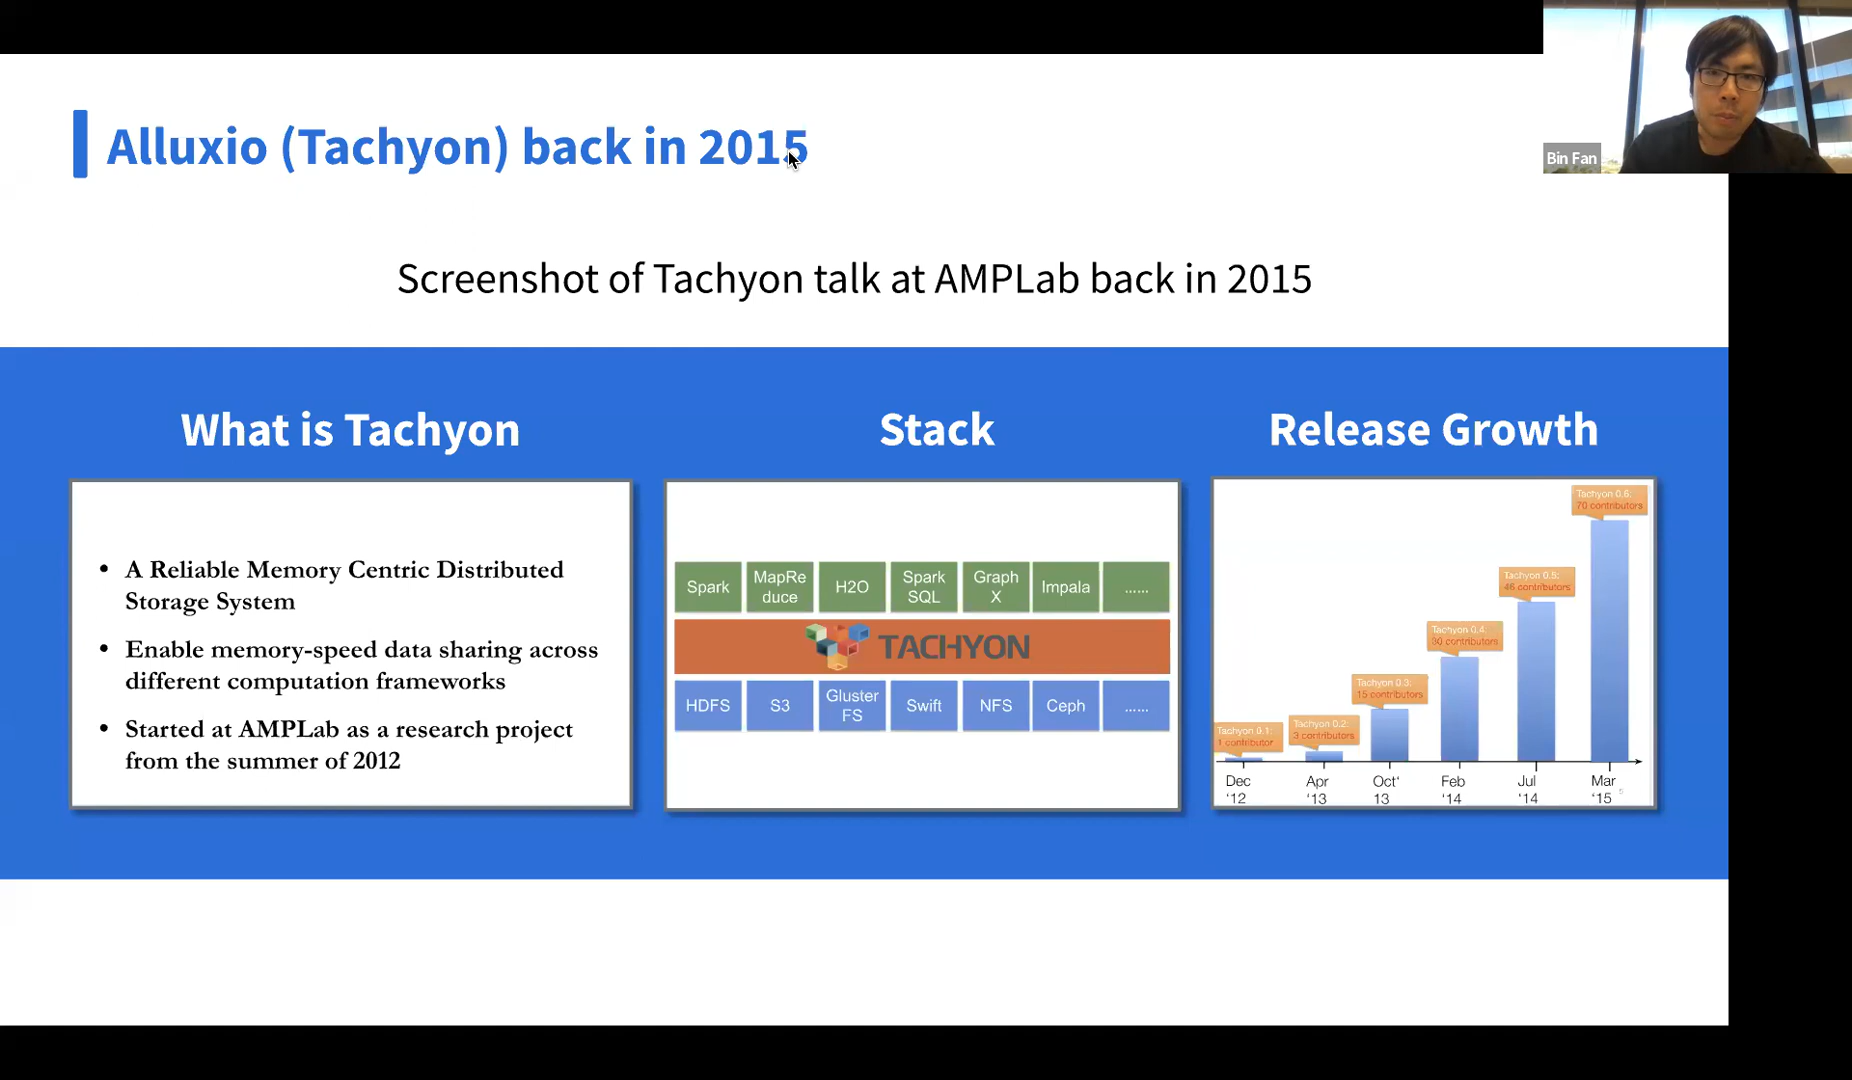 Bin Fan
Alluxio (Tachyon) back in 2015
Screenshot of Tachyon talk at AMPLab back in 2015
What is Tachyon
• A Reliable Memory Centric Distributed
Storage System
• Enable memory-speed data sharing across
different computation frameworks
• Started at AMPLab as a research project
from the summer of 2012
Stack
Spark
MapRe
duce
H2O
Spark
SQL
Graph
X
Impala
......
TACHYON
HDFS
S3
Gluster
FS
Swift
NFS
Ceph
......
Release Growth
Tachyon 0.1:
1 contributor
Tachyon 0.2:
3 contributors
Tachyon 0.3:
15 contributors
Tachyon 0.4:
30 contributors
Tachyon 0.5:
46 contributors
Tachyon 0.6:
70 contributors
Dec
‘12
Apr
‘13
Oct‘
13
Feb
‘14
Jul
‘14
Mar
‘15